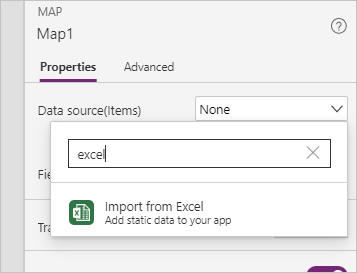 MAP
Map1
Properties Advanced
Data source(Items) None
excel
Fie
Import from Excel
Add static data to your app
Tra